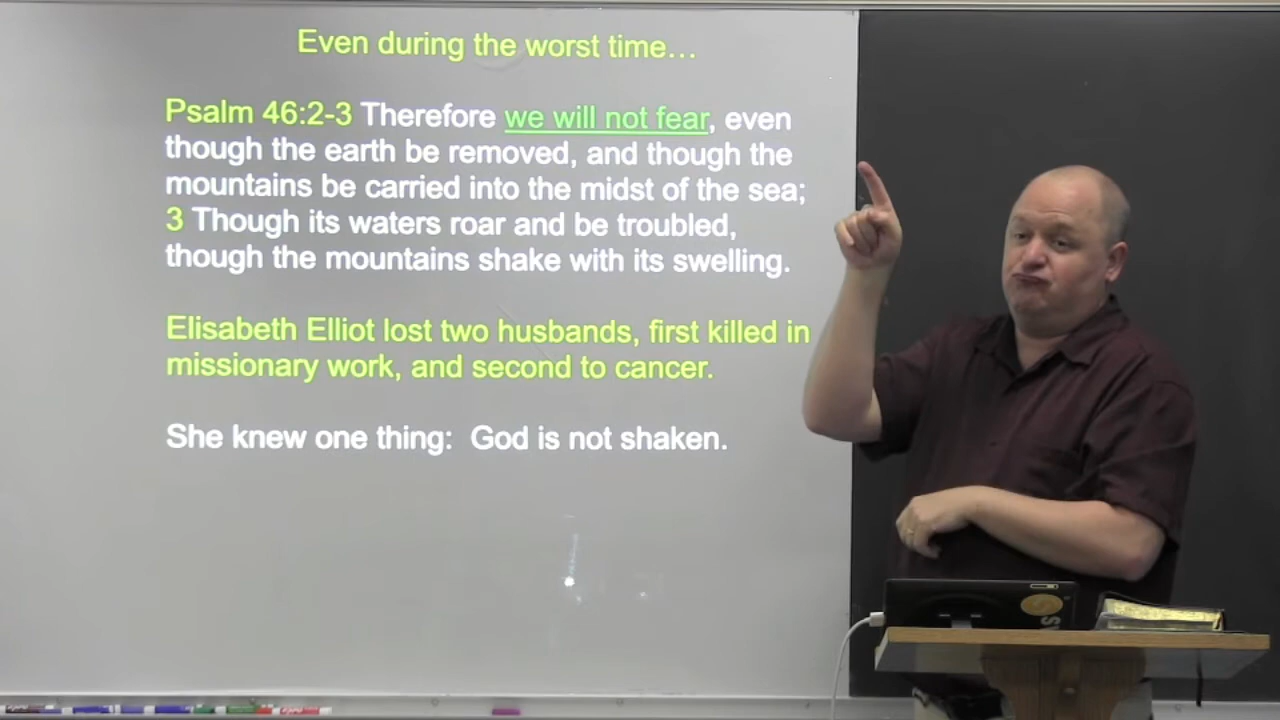 Even during the worst time…
Psalm 46:2-3 Therefore we will not fear, even
though the earth be removed, and though the
mountains be carried into the midst of the sea;
3 Though its waters roar and be troubled,
though the mountains shake with its swelling.
Elisabeth Elliot lost two husbands, first killed in
missionary work, and second to cancer.
She knew one thing:  God is not shaken.